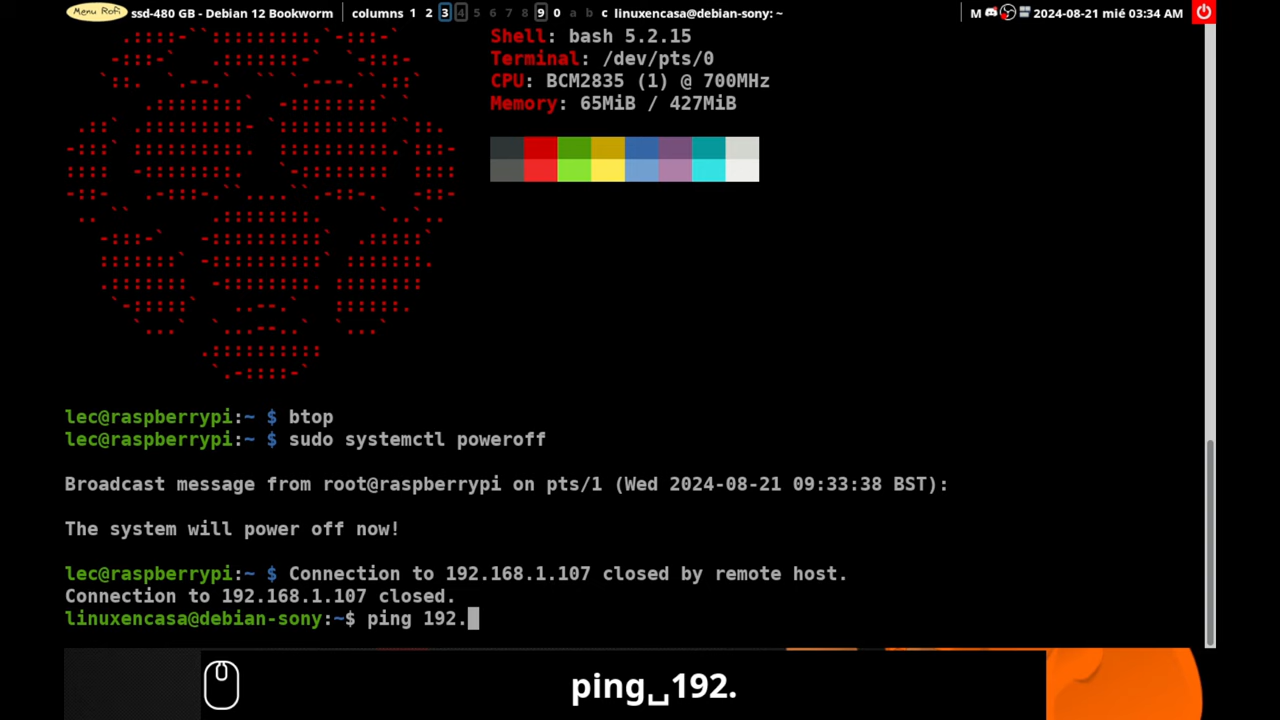 Menu Rofi ssd-480 GB - Debian 12 Bookworm columns 1 2 3 4 5 6 7 8 9 0 a b c linuxencasa@debian-sony: ~ M 2024-08-21 mié 03:34 AM
Shell: bash 5.2.15
Terminal: /dev/pts/0
CPU: BCM2835 (1) @ 700MHz
Memory: 65MiB / 427MiB
lec@raspberrypi:~ $ btop
lec@raspberrypi:~ $ sudo systemctl poweroff
Broadcast message from root@raspberrypi on pts/1 (Wed 2024-08-21 09:33:38 BST):
The system will power off now!
lec@raspberrypi:~ $ Connection to 192.168.1.107 closed by remote host.
Connection to 192.168.1.107 closed.
linuxencasa@debian-sony:~$ ping 192.
ping␣192.